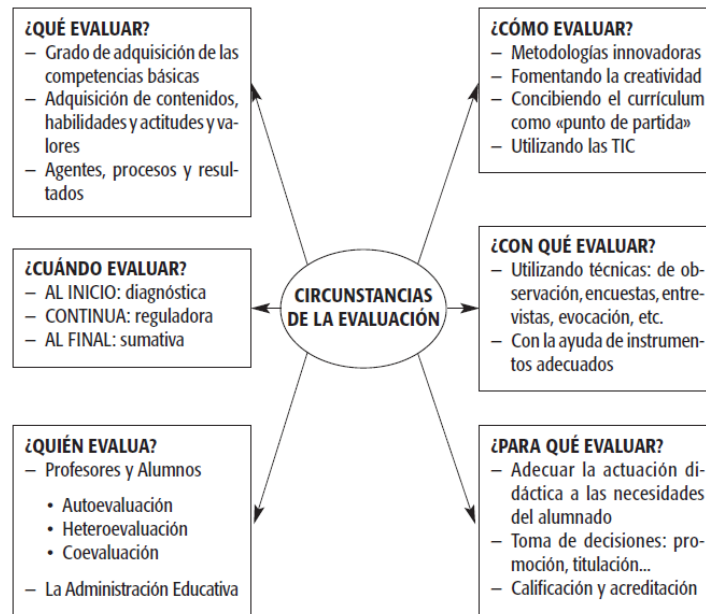 ¿QUÉ EVALUAR?
– Grado de adquisición de las
competencias básicas
– Adquisición de contenidos,
habilidades y actitudes y va-
lores
– Agentes, procesos y resul-
tados
¿CÓMO EVALUAR?
– Metodologías innovadoras
– Fomentando la creatividad
– Concibiendo el currículum
como «punto de partida»
– Utilizando las TIC
¿CUÁNDO EVALUAR?
– AL INICIO: diagnóstica
– CONTINUA: reguladora
– AL FINAL: sumativa
CIRCUNSTANCIAS
DE LA EVALUACIÓN
¿CON QUÉ EVALUAR?
– Utilizando técnicas: de ob-
servación, encuestas, entre-
vistas, evocación, etc.
– Con la ayuda de instrumen-
tos adecuados
¿QUIÉN EVALUA?
– Profesores y Alumnos
• Autoevaluación
• Heteroevaluación
• Coevaluación
– La Administración Educativa
¿PARA QUÉ EVALUAR?
– Adecuar la actuación di-
dáctica a las necesidades
del alumnado
– Toma de decisiones: pro-
moción, titulación...
– Calificación y acreditación